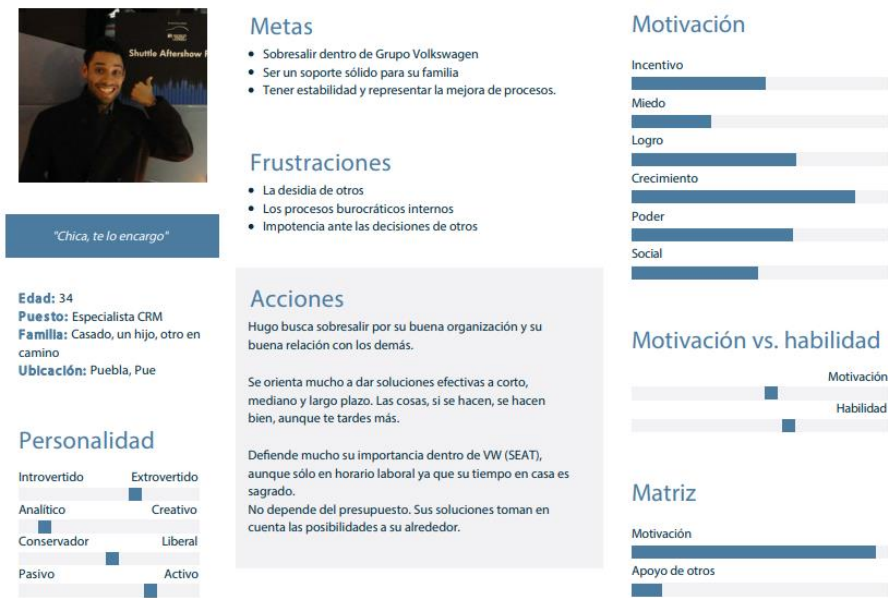 Shuttle Aftershow
"Chica, te lo encargo"
Edad: 34
Puesto: Especialista CRM
Familia: Casado, un hijo, otro en
camino
Ubicación: Puebla, Pue
Personalidad
Introvertido Extrovertido
Analítico Creativo
Conservador Liberal
Pasivo Activo
Metas
Sobresalir dentro de Grupo Volkswagen
Ser un soporte sólido para su familia
Tener estabilidad y representar la mejora de procesos.
Frustraciones
La desidia de otros
Los procesos burocráticos internos
Impotencia ante las decisiones de otros
Acciones
Hugo busca sobresalir por su buena organización y su
buena relación con los demás.
Se orienta mucho a dar soluciones efectivas a corto,
mediano y largo plazo. Las cosas, si se hacen, se hacen
bien, aunque te tardes más.
Defiende mucho su importancia dentro de VW (SEAT),
aunque sólo en horario laboral ya que su tiempo en casa es
sagrado.
No depende del presupuesto. Sus soluciones toman en
cuenta las posibilidades a su alrededor.
Motivación
Incentivo
Miedo
Logro
Crecimiento
Poder
Social
Motivación vs. habilidad
Motivación
Habilidad
Matriz
Motivación
Apoyo de otros